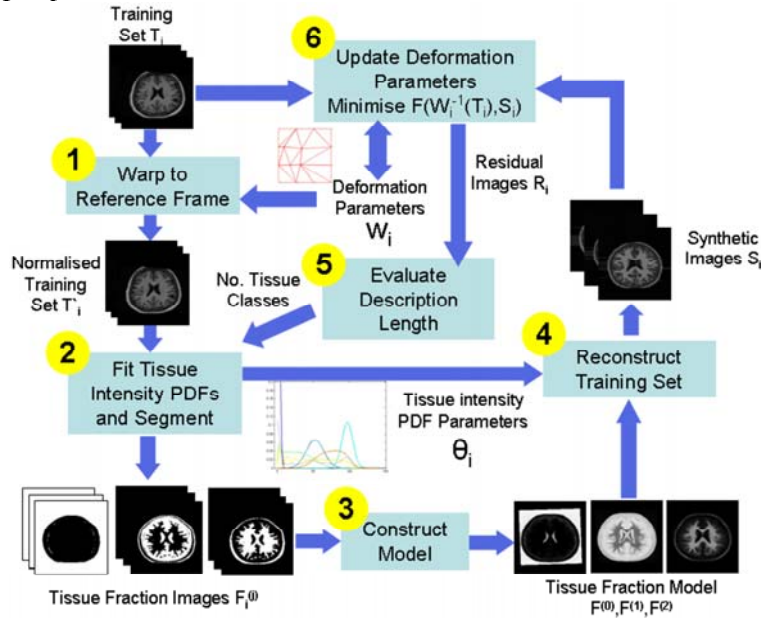 Training
Set Tᵢ
6
Update Deformation
Parameters
Minimise F(Wᵢ⁻¹(Tᵢ),Sᵢ)
1
Warp to
Reference Frame
Deformation
Parameters
Wᵢ
Residual
Images Rᵢ
Normalised
Training
Set T`ᵢ
No. Tissue
Classes
5
Evaluate
Description
Length
Synthetic
Images Sᵢ
2
Fit Tissue
Intensity PDFs
and Segment
4
Reconstruct
Training Set
Tissue intensity
PDF Parameters
θᵢ
3
Construct
Model
Tissue Fraction Images Fᵢ⁽ʲ⁾
Tissue Fraction Model
F⁽⁰⁾,F⁽¹⁾,F⁽²⁾